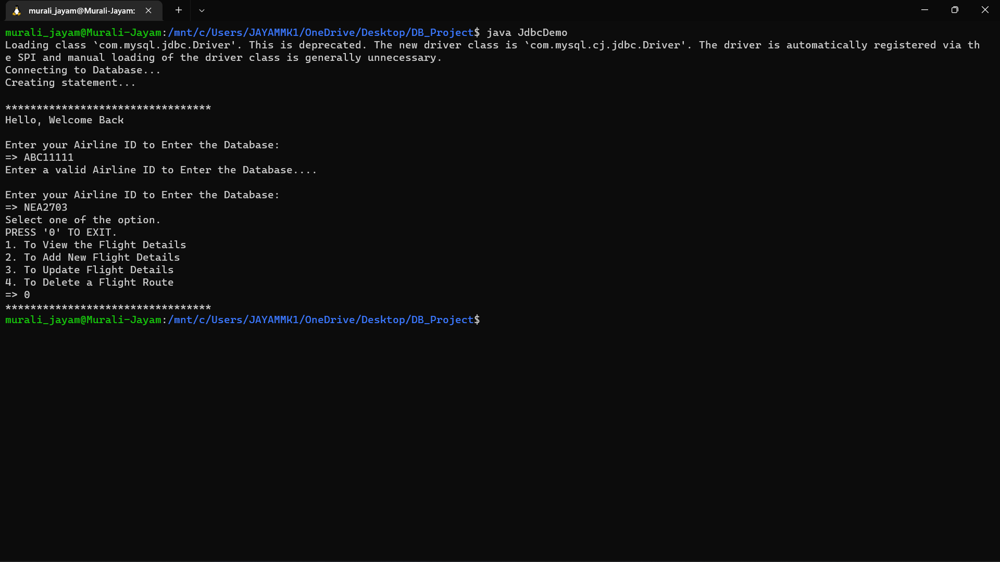 murali_jayam@Murali-Jayam:
murali_jayam@Murali-Jayam:/mnt/c/Users/JAYAMMK1/OneDrive/Desktop/DB_Project$ java JdbcDemo
Loading class `com.mysql.jdbc.Driver'. This is deprecated. The new driver class is `com.mysql.cj.jdbc.Driver'. The driver is automatically registered via th
e SPI and manual loading of the driver class is generally unnecessary.
Connecting to Database...
Creating statement...
*********************************
Hello, Welcome Back
Enter your Airline ID to Enter the Database:
=> ABC11111
Enter a valid Airline ID to Enter the Database....
Enter your Airline ID to Enter the Database:
=> NEA2703
Select one of the option.
PRESS '0' TO EXIT.
1. To View the Flight Details
2. To Add New Flight Details
3. To Update Flight Details
4. To Delete a Flight Route
=> 0
*********************************
murali_jayam@Murali-Jayam:/mnt/c/Users/JAYAMMK1/OneDrive/Desktop/DB_Project$